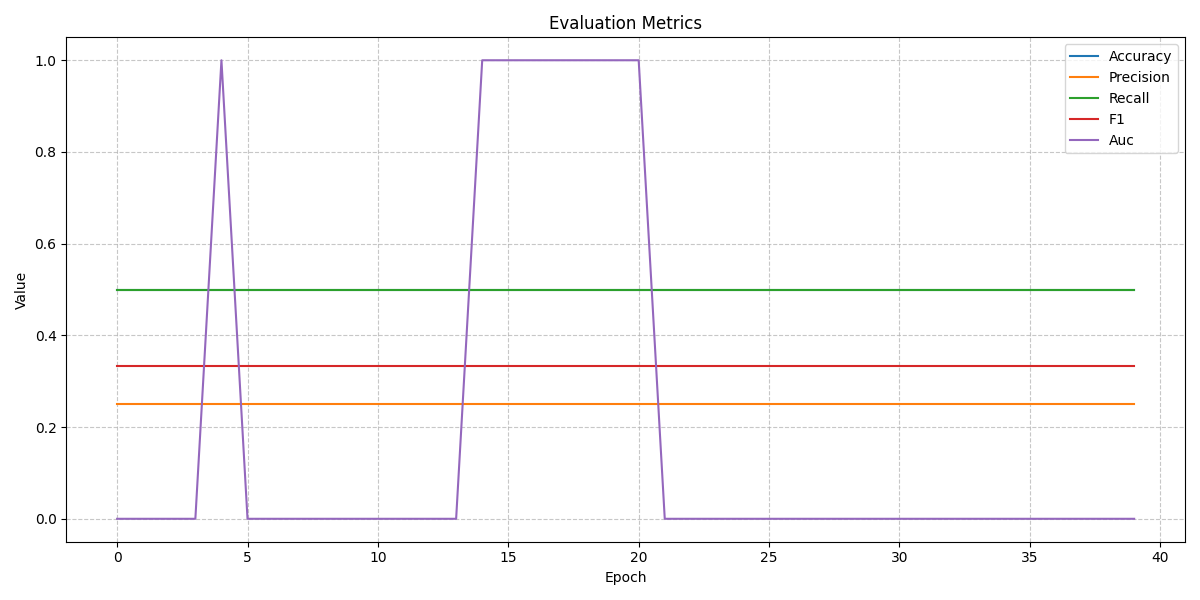 Evaluation Metrics
Accuracy
Precision
Recall
F1
Auc
Value
1.0
0.8
0.6
0.4
0.2
0.0
0 5 10 15 20 25 30 35 40
Epoch